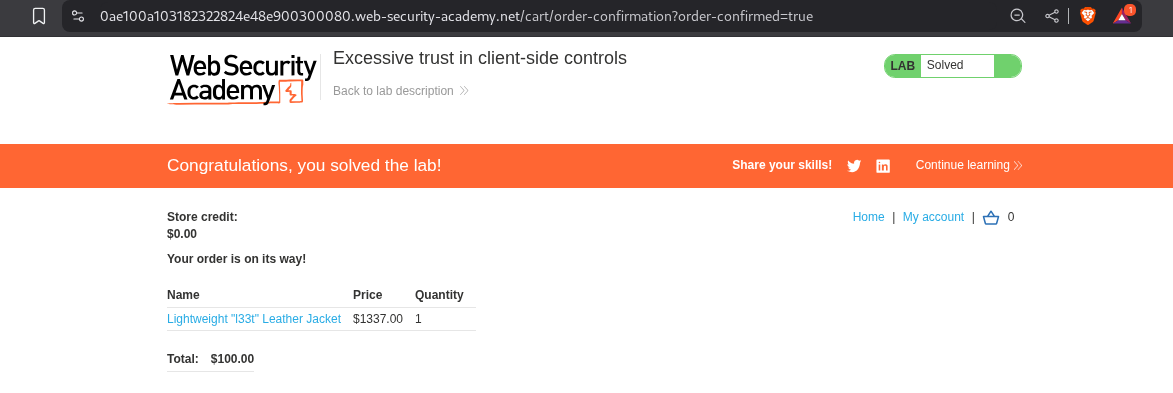 0ae100a103182322824e48e900300080.web-security-academy.net/cart/order-confirmation?order-confirmed=true
1
Web Security Academy
Excessive trust in client-side controls
Back to lab description
LAB Solved
Congratulations, you solved the lab!
Share your skills!
Continue learning
Store credit:
$0.00
Home | My account | 0
Your order is on its way!
Name Price Quantity
Lightweight "l33t" Leather Jacket $1337.00 1
Total: $100.00